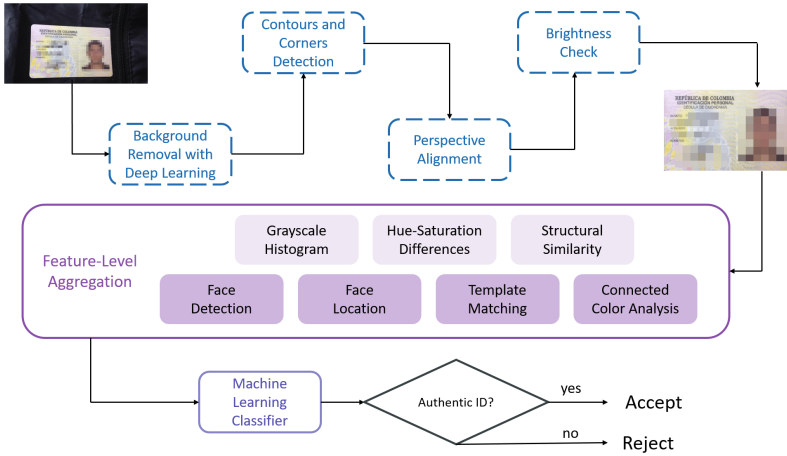 Contours and
Corners
Detection
Brightness
Check
Background
Removal with
Deep Learning
Perspective
Alignment
REPÚBLICA DE COLOMBIA
IDENTIFICACIÓN PERSONAL
CÉDULA DE CIUDADANÍA
Feature-Level
Aggregation
Grayscale
Histogram
Hue-Saturation
Differences
Structural
Similarity
Face
Detection
Face
Location
Template
Matching
Connected
Color Analysis
Machine
Learning
Classifier
Authentic ID?
yes
Accept
no
Reject